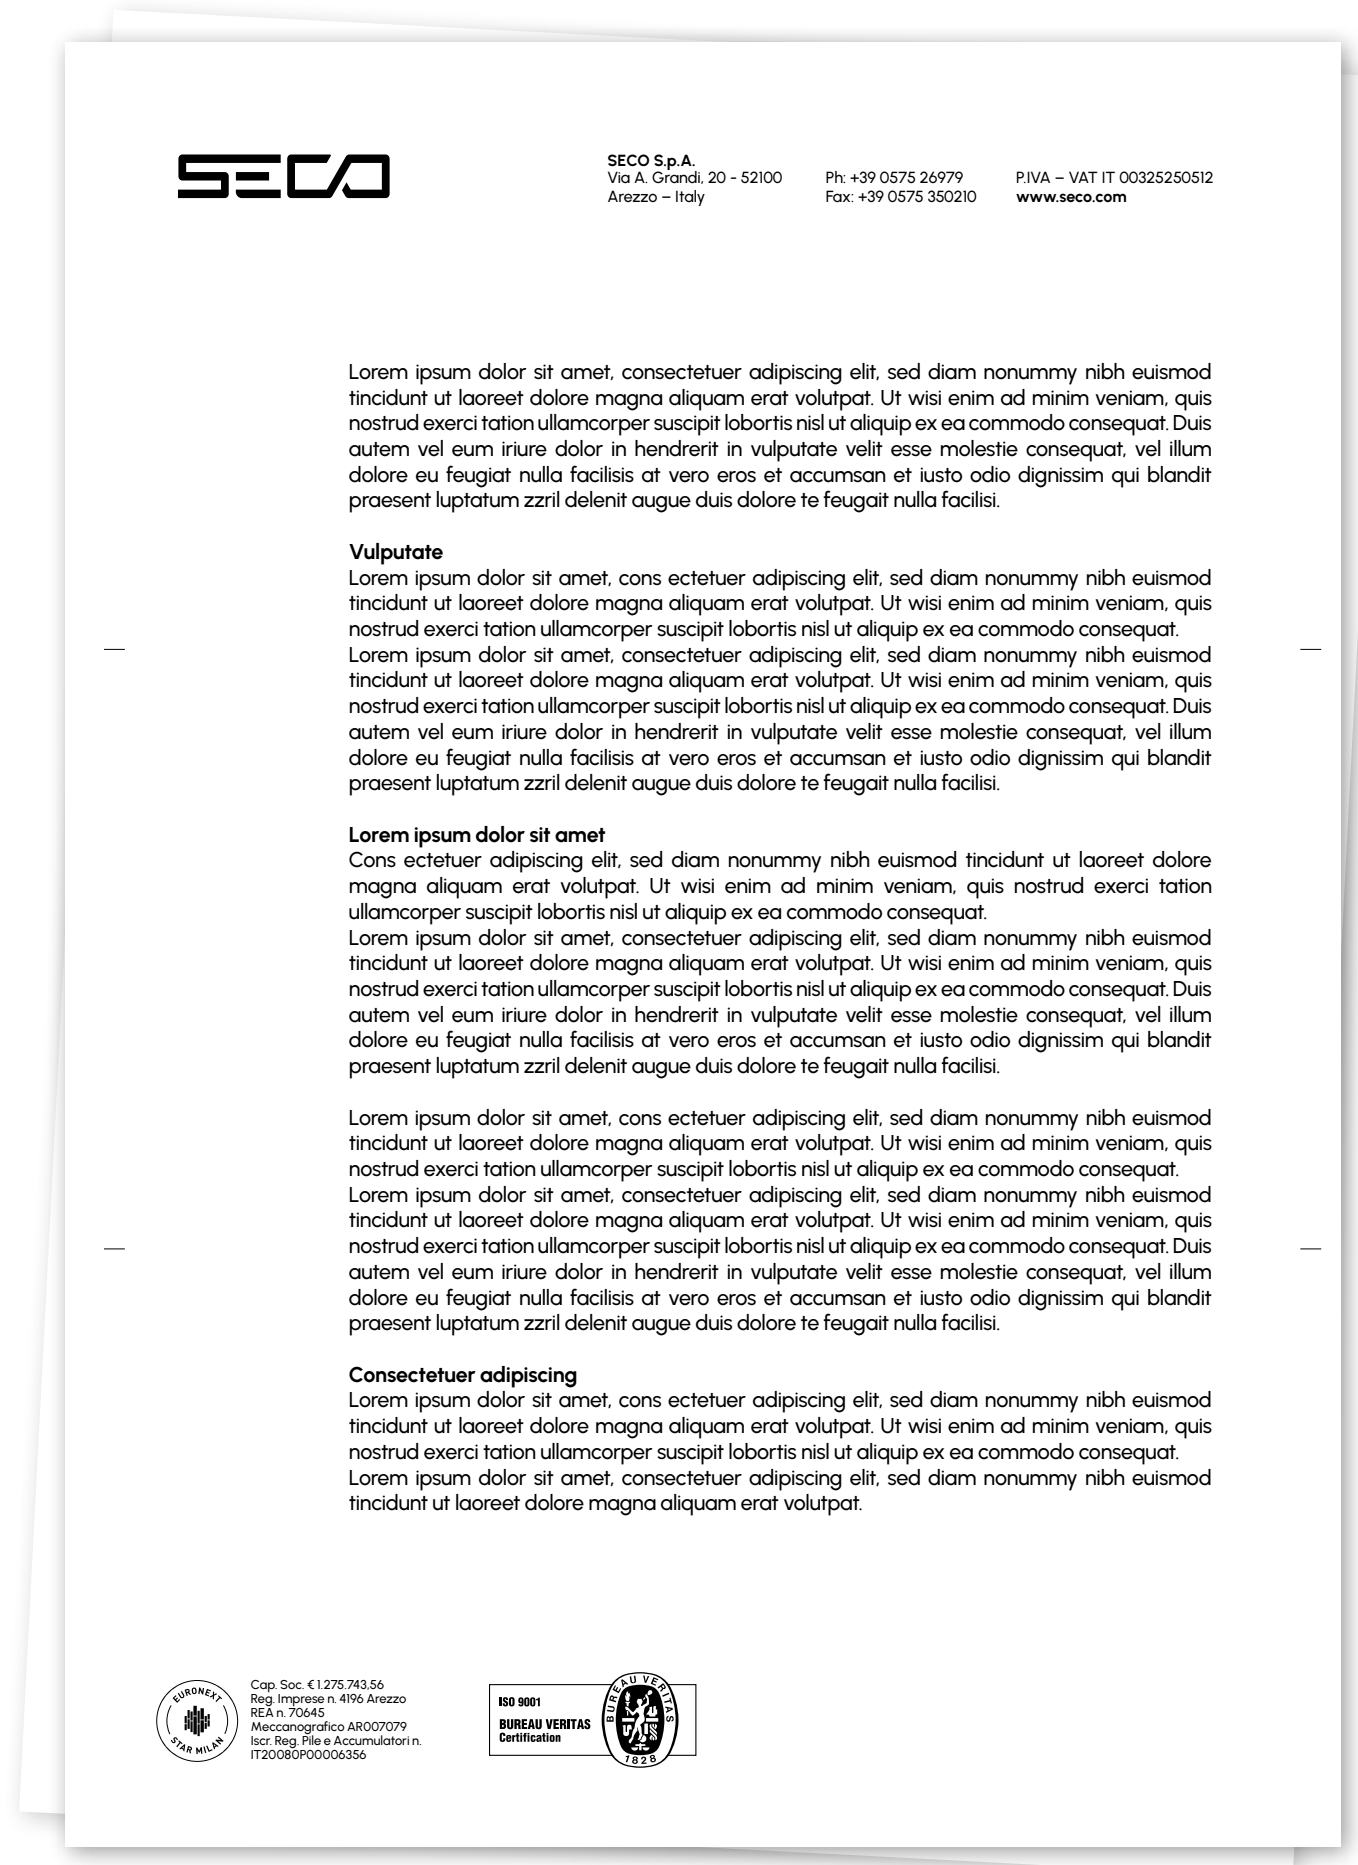 SECO
SECO S.p.A.
Via A. Grandi, 20 - 52100
Arezzo – Italy
Ph: +39 0575 26979
Fax: +39 0575 350210
P.IVA – VAT IT 00325250512
www.seco.com
Lorem ipsum dolor sit amet, consectetuer adipiscing elit, sed diam nonummy nibh euismod
tincidunt ut laoreet dolore magna aliquam erat volutpat. Ut wisi enim ad minim veniam, quis
nostrud exerci tation ullamcorper suscipit lobortis nisl ut aliquip ex ea commodo consequat. Duis
autem vel eum iriure dolor in hendrerit in vulputate velit esse molestie consequat, vel illum
dolore eu feugiat nulla facilisis at vero eros et accumsan et iusto odio dignissim qui blandit
praesent luptatum zzril delenit augue duis dolore te feugait nulla facilisi.
Vulputate
Lorem ipsum dolor sit amet, cons ectetuer adipiscing elit, sed diam nonummy nibh euismod
tincidunt ut laoreet dolore magna aliquam erat volutpat. Ut wisi enim ad minim veniam, quis
nostrud exerci tation ullamcorper suscipit lobortis nisl ut aliquip ex ea commodo consequat.
Lorem ipsum dolor sit amet, consectetuer adipiscing elit, sed diam nonummy nibh euismod
tincidunt ut laoreet dolore magna aliquam erat volutpat. Ut wisi enim ad minim veniam, quis
nostrud exerci tation ullamcorper suscipit lobortis nisl ut aliquip ex ea commodo consequat. Duis
autem vel eum iriure dolor in hendrerit in vulputate velit esse molestie consequat, vel illum
dolore eu feugiat nulla facilisis at vero eros et accumsan et iusto odio dignissim qui blandit
praesent luptatum zzril delenit augue duis dolore te feugait nulla facilisi.
Lorem ipsum dolor sit amet
Cons ectetuer adipiscing elit, sed diam nonummy nibh euismod tincidunt ut laoreet dolore
magna aliquam erat volutpat. Ut wisi enim ad minim veniam, quis nostrud exerci tation
ullamcorper suscipit lobortis nisl ut aliquip ex ea commodo consequat.
Lorem ipsum dolor sit amet, consectetuer adipiscing elit, sed diam nonummy nibh euismod
tincidunt ut laoreet dolore magna aliquam erat volutpat. Ut wisi enim ad minim veniam, quis
nostrud exerci tation ullamcorper suscipit lobortis nisl ut aliquip ex ea commodo consequat. Duis
autem vel eum iriure dolor in hendrerit in vulputate velit esse molestie consequat, vel illum
dolore eu feugiat nulla facilisis at vero eros et accumsan et iusto odio dignissim qui blandit
praesent luptatum zzril delenit augue duis dolore te feugait nulla facilisi.
Lorem ipsum dolor sit amet, cons ectetuer adipiscing elit, sed diam nonummy nibh euismod
tincidunt ut laoreet dolore magna aliquam erat volutpat. Ut wisi enim ad minim veniam, quis
nostrud exerci tation ullamcorper suscipit lobortis nisl ut aliquip ex ea commodo consequat.
Lorem ipsum dolor sit amet, consectetuer adipiscing elit, sed diam nonummy nibh euismod
tincidunt ut laoreet dolore magna aliquam erat volutpat. Ut wisi enim ad minim veniam, quis
nostrud exerci tation ullamcorper suscipit lobortis nisl ut aliquip ex ea commodo consequat. Duis
autem vel eum iriure dolor in hendrerit in vulputate velit esse molestie consequat, vel illum
dolore eu feugiat nulla facilisis at vero eros et accumsan et iusto odio dignissim qui blandit
praesent luptatum zzril delenit augue duis dolore te feugait nulla facilisi.
Consectetuer adipiscing
Lorem ipsum dolor sit amet, cons ectetuer adipiscing elit, sed diam nonummy nibh euismod
tincidunt ut laoreet dolore magna aliquam erat volutpat. Ut wisi enim ad minim veniam, quis
nostrud exerci tation ullamcorper suscipit lobortis nisl ut aliquip ex ea commodo consequat.
Lorem ipsum dolor sit amet, consectetuer adipiscing elit, sed diam nonummy nibh euismod
tincidunt ut laoreet dolore magna aliquam erat volutpat.
EURONEXT
STAR MILAN
Cap. Soc. € 1.275.743,56
Reg. Imprese n. 4196 Arezzo
REA n. 70645
Meccanografico AR007079
Iscr. Reg. Pile e Accumulatori n.
IT20080P00006356
ISO 9001
BUREAU VERITAS
Certification
BUREAU VERITAS
1828